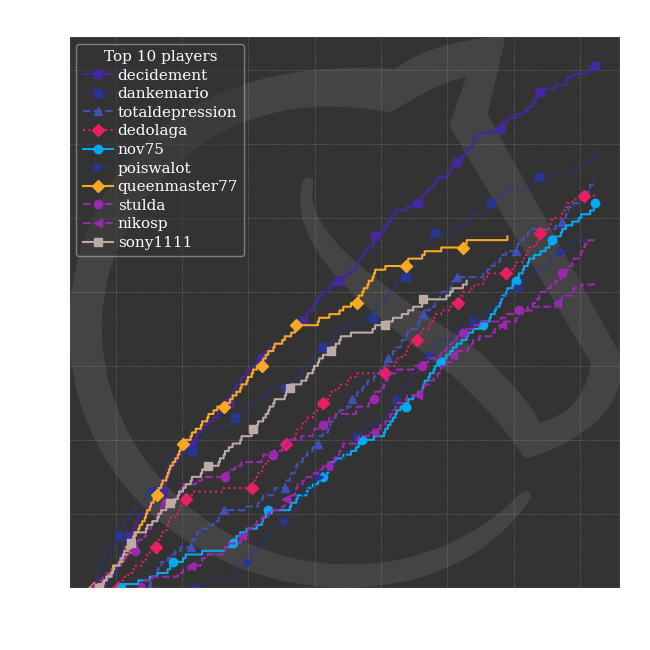 Top 10 players
decidement
dankemario
totaldepression
dedolaga
nov75
poiswalot
queenmaster77
stulda
nikosp
sony1111